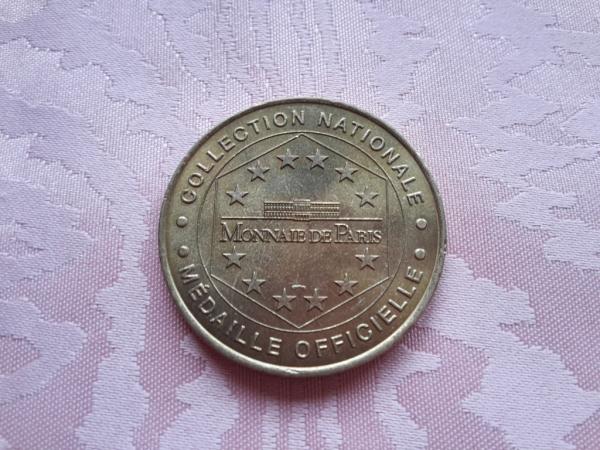 COLLECTION NATIONALE
MONNAIE DE PARIS
MÉDAILLE OFFICIELLE